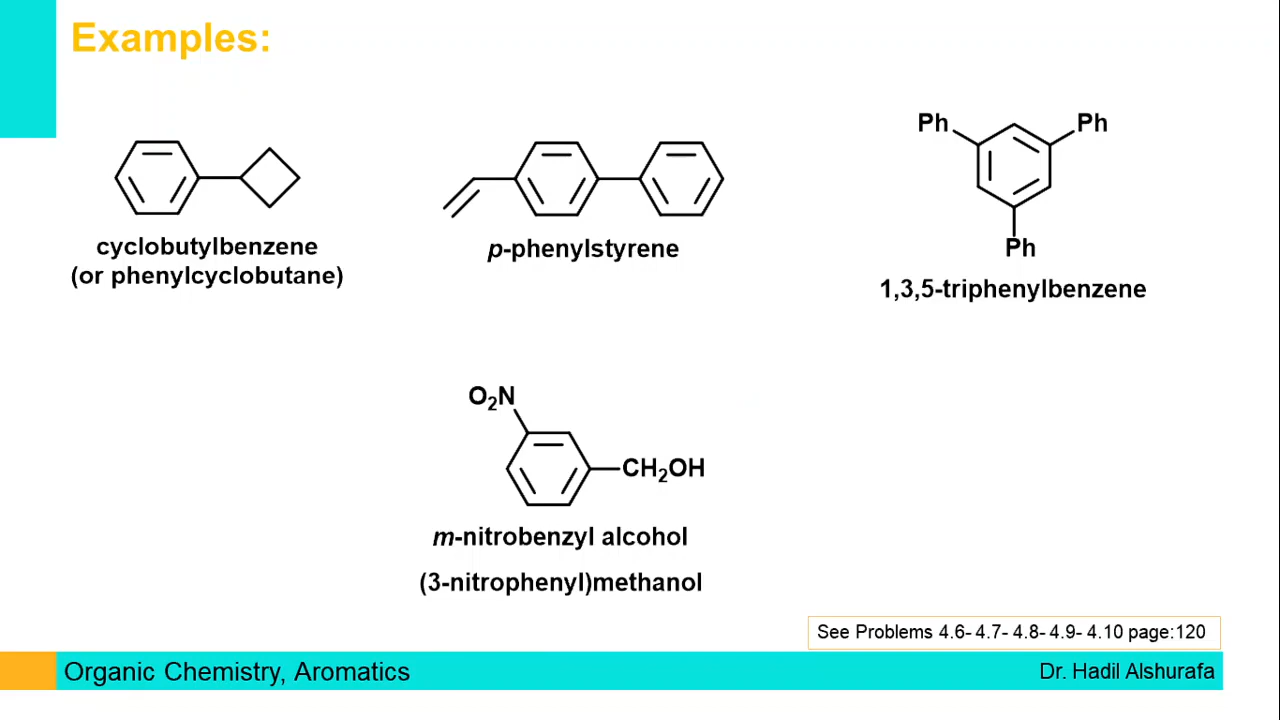 Examples:
Ph Ph
cyclobutylbenzene
(or phenylcyclobutane)
p-phenylstyrene
Ph
1,3,5-triphenylbenzene
O₂N
CH₂OH
m-nitrobenzyl alcohol
(3-nitrophenyl)methanol
See Problems 4.6- 4.7- 4.8- 4.9- 4.10 page:120
Organic Chemistry, Aromatics
Dr. Hadil Alshurafa